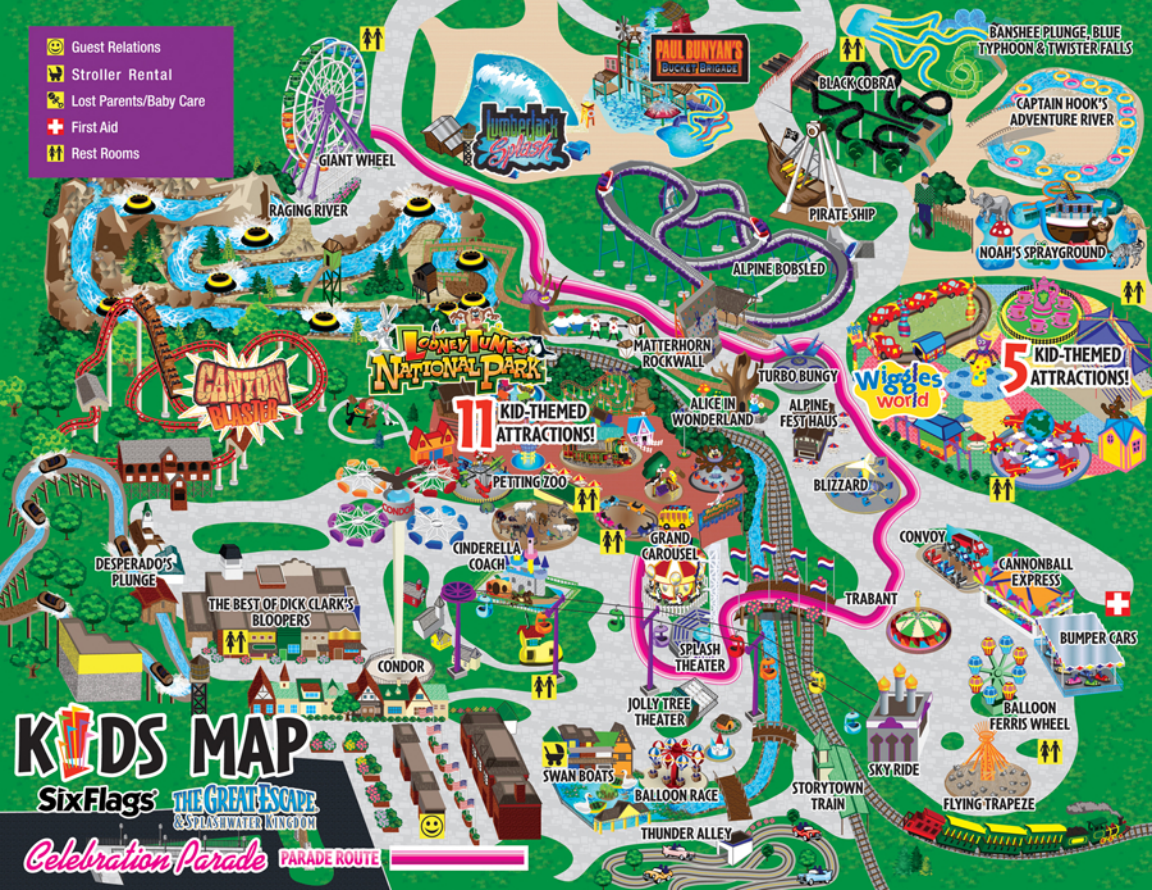 Guest Relations
Stroller Rental
Lost Parents/Baby Care
First Aid
Rest Rooms
GIANT WHEEL
RAGING RIVER
Lumberjack
Splash
PAUL BUNYAN'S
BUCKET BRIGADE
BLACK COBRA
BANSHEE PLUNGE, BLUE
TYPHOON & TWISTER FALLS
CAPTAIN HOOK'S
ADVENTURE RIVER
PIRATE SHIP
NOAH'S SPRAYGROUND
ALPINE BOBSLED
CANYON
BLASTER
LOONEY TUNES
NATIONAL PARK
11 KID-THEMED
ATTRACTIONS!
MATTERHORN
ROCKWALL
TURBO BUNGY
Wiggles
world
5 KID-THEMED
ATTRACTIONS!
ALICE IN
WONDERLAND
ALPINE
FEST HAUS
PETTING ZOO
BLIZZARD
CONDOR
CINDERELLA
COACH
GRAND
CAROUSEL
CONVOY
CANNONBALL
EXPRESS
DESPERADO'S
PLUNGE
THE BEST OF DICK CLARK'S
BLOOPERS
TRABANT
BUMPER CARS
SPLASH
THEATER
CONDOR
JOLLY TREE
THEATER
BALLOON
FERRIS WHEEL
SWAN BOATS
BALLOON RACE
STORYTOWN
TRAIN
SKY RIDE
FLYING TRAPEZE
THUNDER ALLEY
KIDS MAP
SixFlags
THE GREAT ESCAPE
& SPLASHWATER KINGDOM
Celebration Parade
PARADE ROUTE